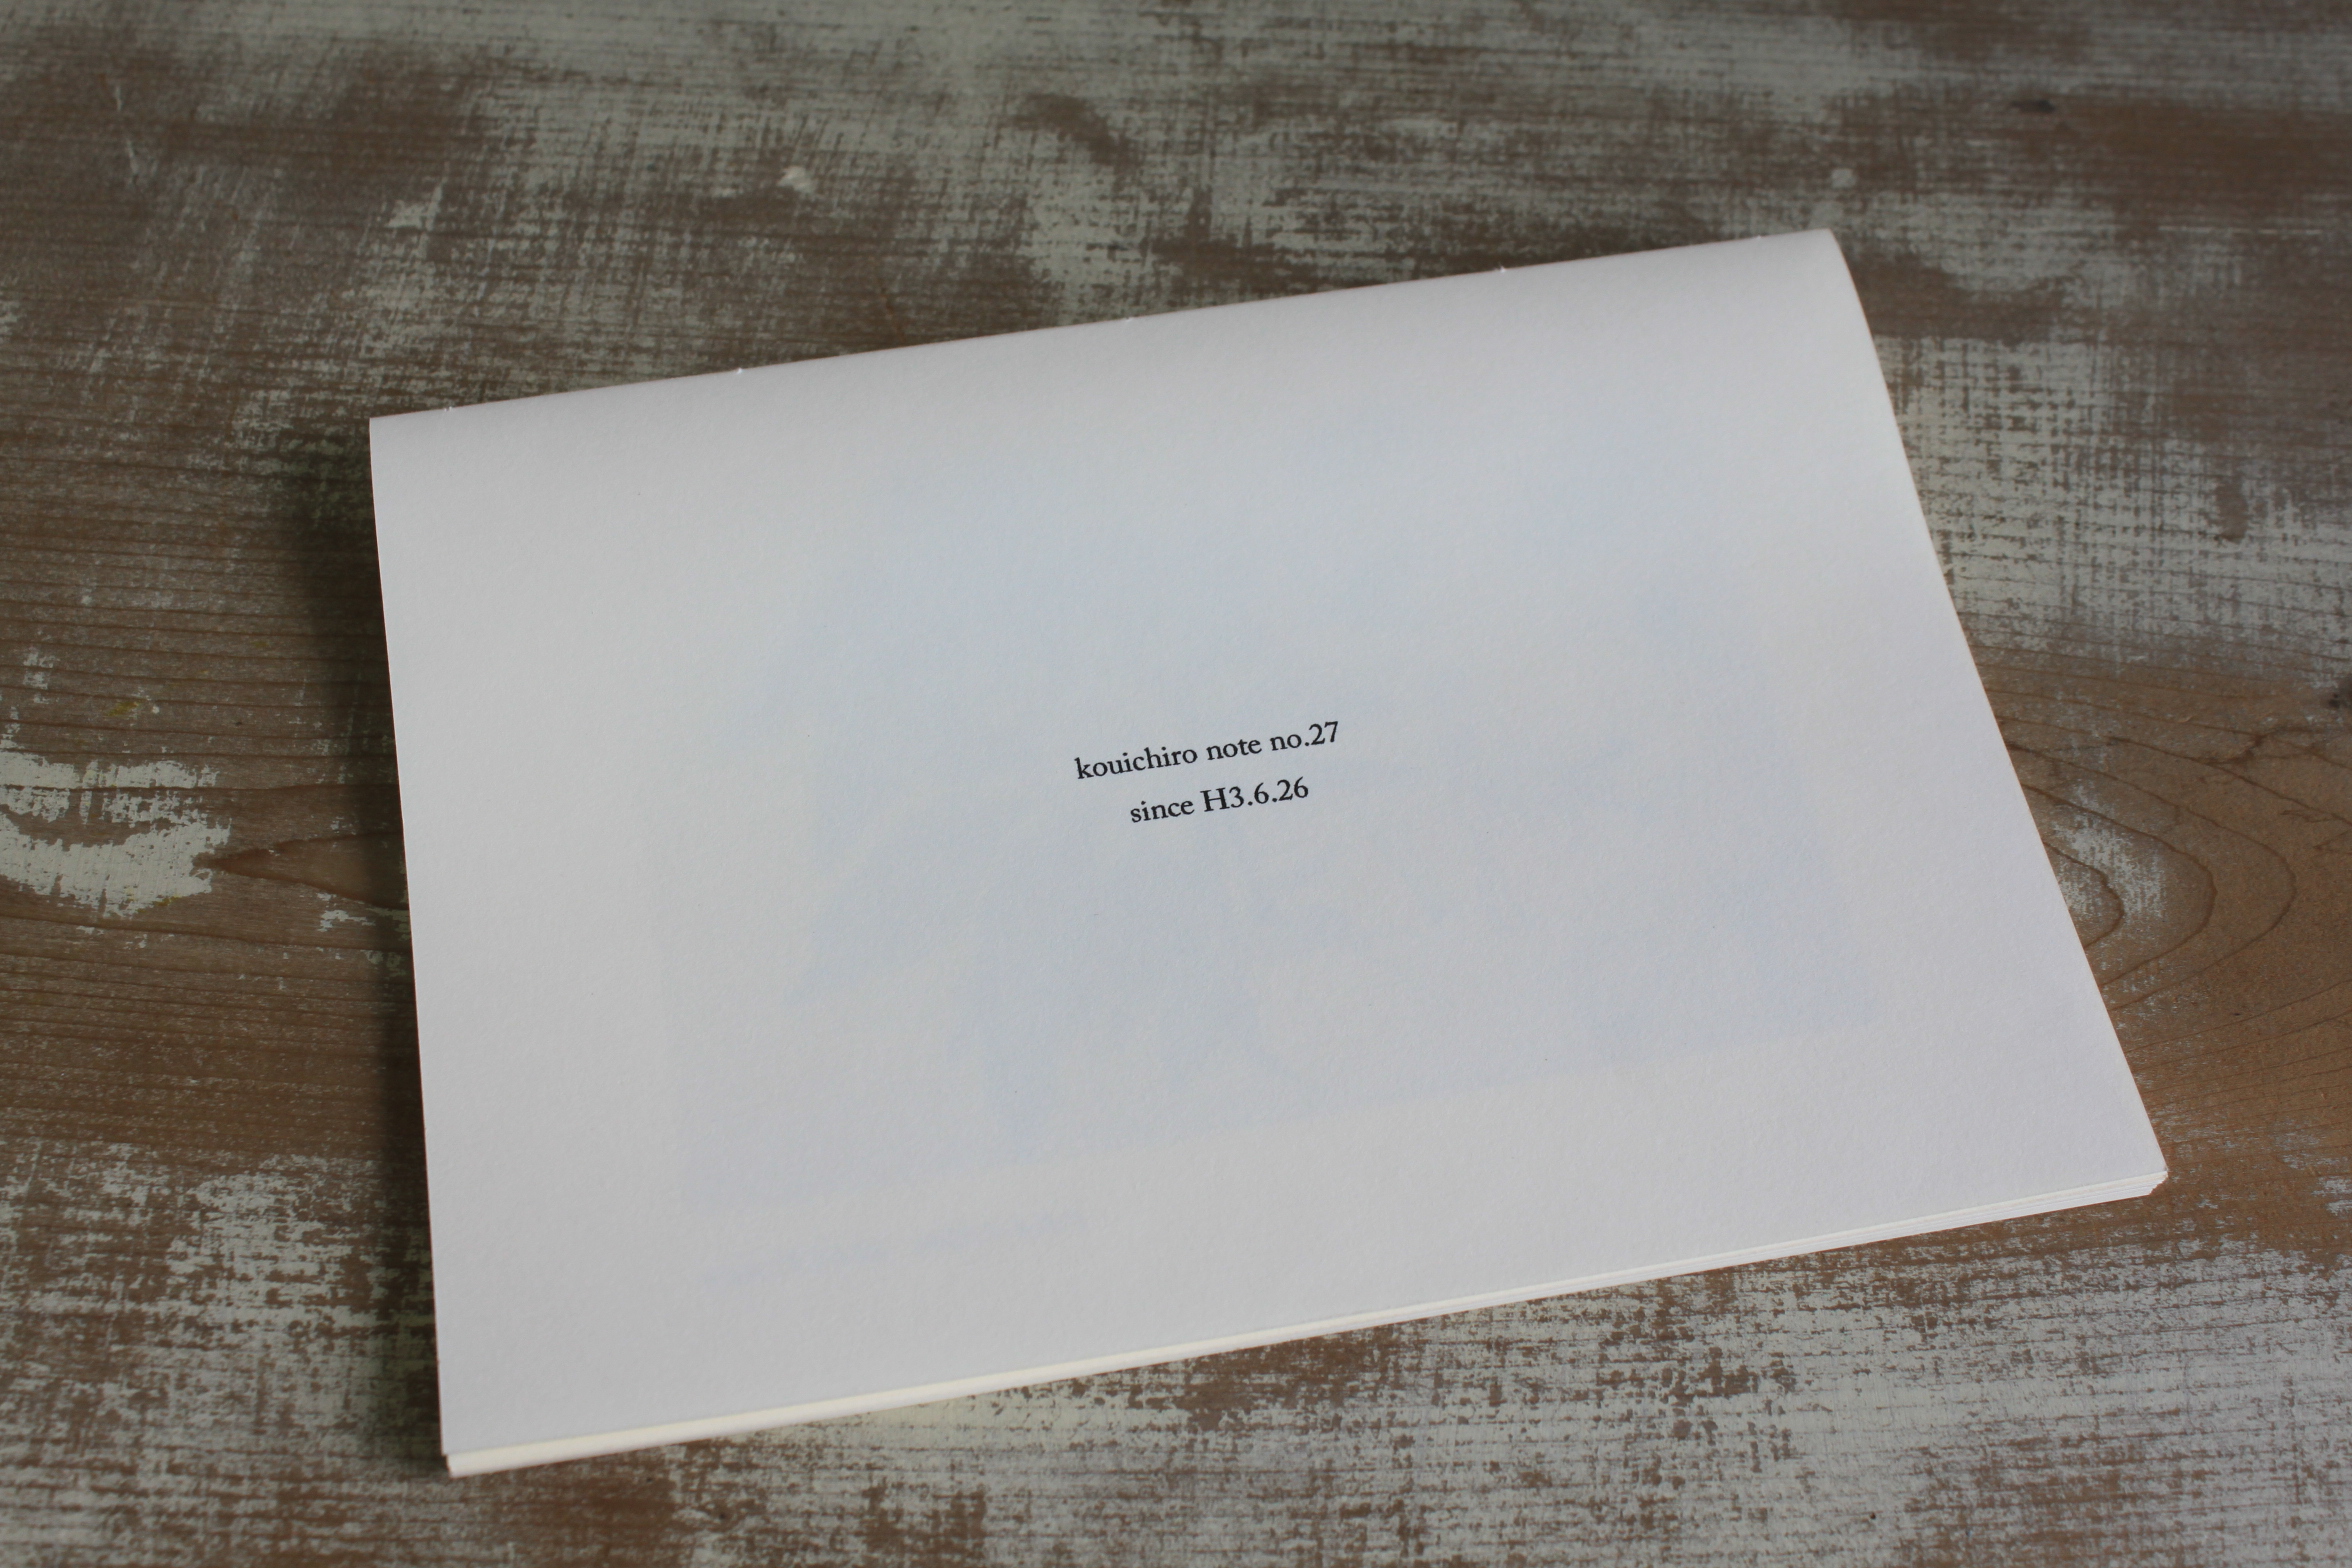 kouichiro note no.27
since H3.6.26